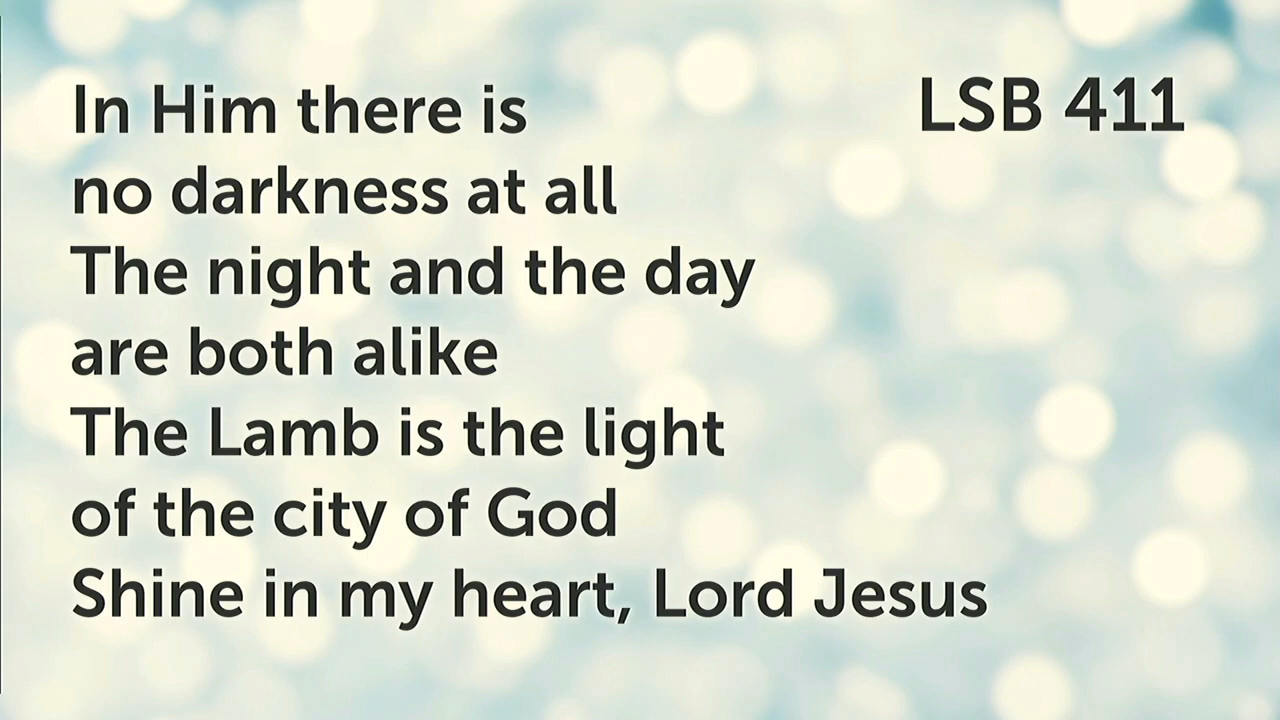 In Him there is
LSB 411
no darkness at all
The night and the day
are both alike
The Lamb is the light
of the city of God
Shine in my heart, Lord Jesus